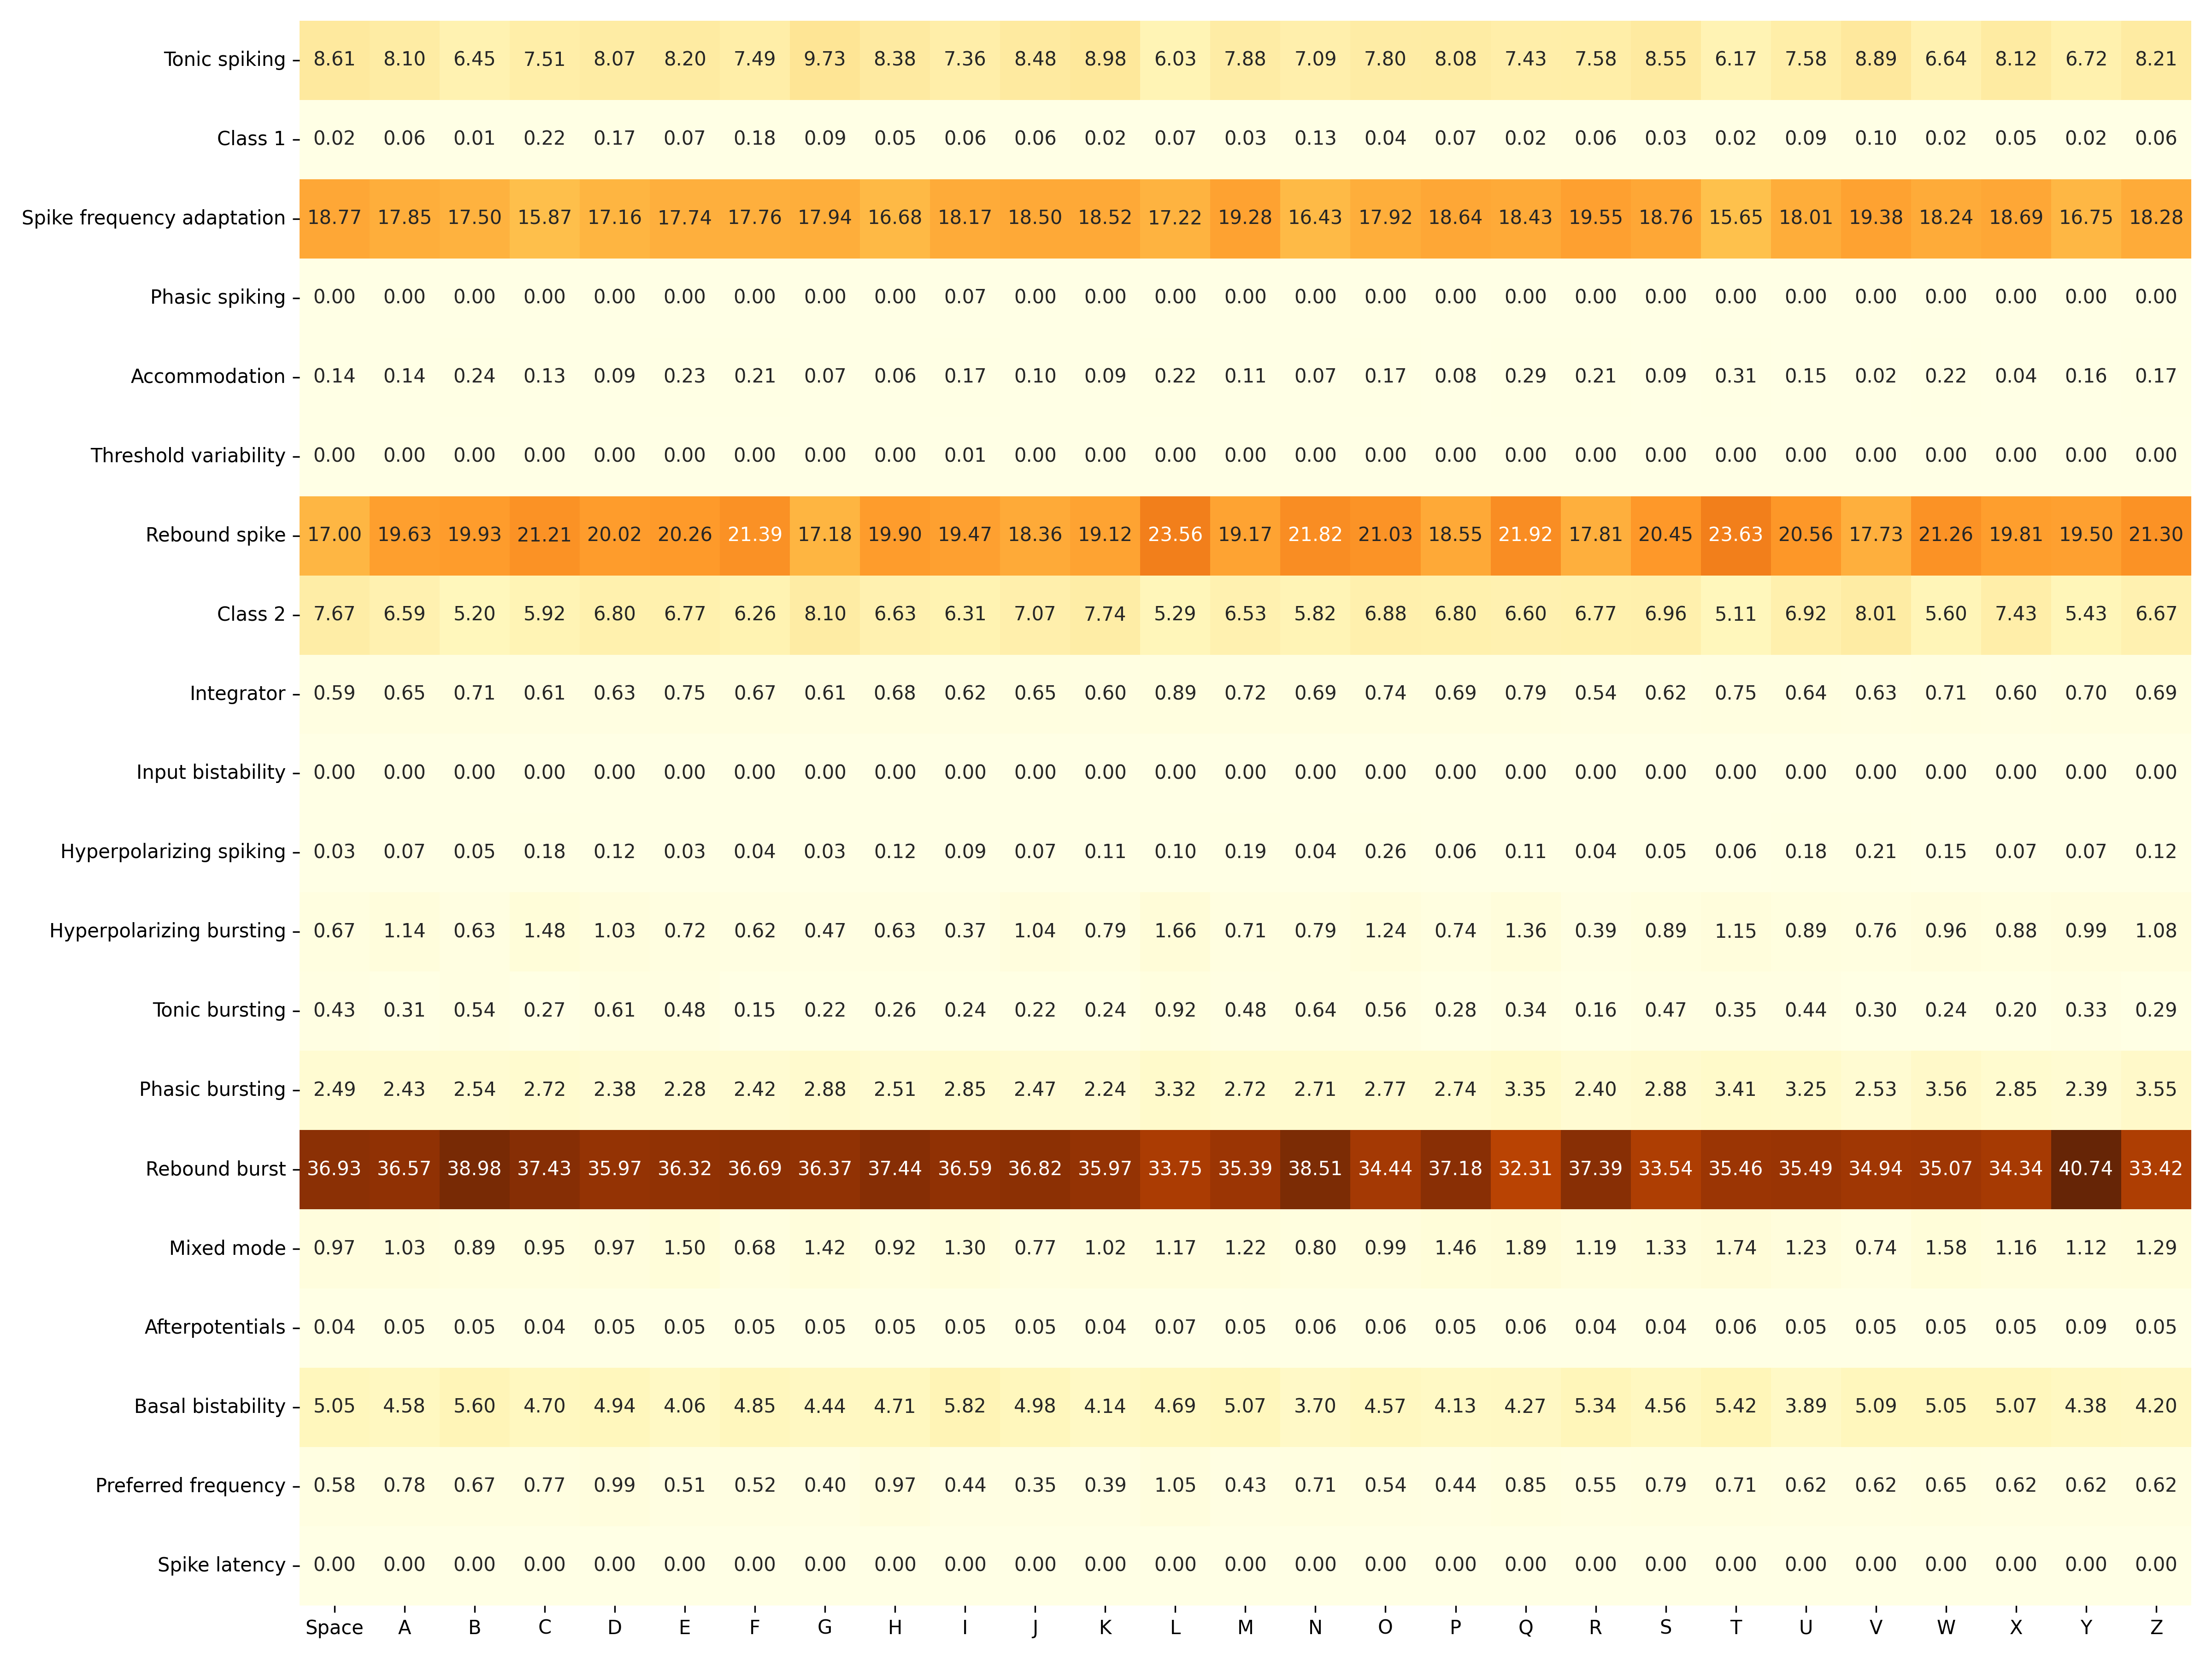 Tonic spiking 8.61 8.10 6.45 7.51 8.07 8.20 7.49 9.73 8.38 7.36 8.48 8.98 6.03 7.88 7.09 7.80 8.08 7.43 7.58 8.55 6.17 7.58 8.89 6.64 8.12 6.72 8.21
Class 1 0.02 0.06 0.01 0.22 0.17 0.07 0.18 0.09 0.05 0.06 0.06 0.02 0.07 0.03 0.13 0.04 0.07 0.02 0.06 0.03 0.02 0.09 0.10 0.02 0.05 0.02 0.06
Spike frequency adaptation 18.77 17.85 17.50 15.87 17.16 17.74 17.76 17.94 16.68 18.17 18.50 18.52 17.22 19.28 16.43 17.92 18.64 18.43 19.55 18.76 15.65 18.01 19.38 18.24 18.69 16.75 18.28
Phasic spiking 0.00 0.00 0.00 0.00 0.00 0.00 0.00 0.00 0.00 0.07 0.00 0.00 0.00 0.00 0.00 0.00 0.00 0.00 0.00 0.00 0.00 0.00 0.00 0.00 0.00 0.00 0.00
Accommodation 0.14 0.14 0.24 0.13 0.09 0.23 0.21 0.07 0.06 0.17 0.10 0.09 0.22 0.11 0.07 0.17 0.08 0.29 0.21 0.09 0.31 0.15 0.02 0.22 0.04 0.16 0.17
Threshold variability 0.00 0.00 0.00 0.00 0.00 0.00 0.00 0.00 0.00 0.01 0.00 0.00 0.00 0.00 0.00 0.00 0.00 0.00 0.00 0.00 0.00 0.00 0.00 0.00 0.00 0.00 0.00
Rebound spike 17.00 19.63 19.93 21.21 20.02 20.26 21.39 17.18 19.90 19.47 18.36 19.12 23.56 19.17 21.82 21.03 18.55 21.92 17.81 20.45 23.63 20.56 17.73 21.26 19.81 19.50 21.30
Class 2 7.67 6.59 5.20 5.92 6.80 6.77 6.26 8.10 6.63 6.31 7.07 7.74 5.29 6.53 5.82 6.88 6.80 6.60 6.77 6.96 5.11 6.92 8.01 5.60 7.43 5.43 6.67
Integrator 0.59 0.65 0.71 0.61 0.63 0.75 0.67 0.61 0.68 0.62 0.65 0.60 0.89 0.72 0.69 0.74 0.69 0.79 0.54 0.62 0.75 0.64 0.63 0.71 0.60 0.70 0.69
Input bistability 0.00 0.00 0.00 0.00 0.00 0.00 0.00 0.00 0.00 0.00 0.00 0.00 0.00 0.00 0.00 0.00 0.00 0.00 0.00 0.00 0.00 0.00 0.00 0.00 0.00 0.00 0.00
Hyperpolarizing spiking 0.03 0.07 0.05 0.18 0.12 0.03 0.04 0.03 0.12 0.09 0.07 0.11 0.10 0.19 0.04 0.26 0.06 0.11 0.04 0.05 0.06 0.18 0.21 0.15 0.07 0.07 0.12
Hyperpolarizing bursting 0.67 1.14 0.63 1.48 1.03 0.72 0.62 0.47 0.63 0.37 1.04 0.79 1.66 0.71 0.79 1.24 0.74 1.36 0.39 0.89 1.15 0.89 0.76 0.96 0.88 0.99 1.08
Tonic bursting 0.43 0.31 0.54 0.27 0.61 0.48 0.15 0.22 0.26 0.24 0.22 0.24 0.92 0.48 0.64 0.56 0.28 0.34 0.16 0.47 0.35 0.44 0.30 0.24 0.20 0.33 0.29
Phasic bursting 2.49 2.43 2.54 2.72 2.38 2.28 2.42 2.88 2.51 2.85 2.47 2.24 3.32 2.72 2.71 2.77 2.74 3.35 2.40 2.88 3.41 3.25 2.53 3.56 2.85 2.39 3.55
Rebound burst 36.93 36.57 38.98 37.43 35.97 36.32 36.69 36.37 37.44 36.59 36.82 35.97 33.75 35.39 38.51 34.44 37.18 32.31 37.39 33.54 35.46 35.49 34.94 35.07 34.34 40.74 33.42
Mixed mode 0.97 1.03 0.89 0.95 0.97 1.50 0.68 1.42 0.92 1.30 0.77 1.02 1.17 1.22 0.80 0.99 1.46 1.89 1.19 1.33 1.74 1.23 0.74 1.58 1.16 1.12 1.29
Afterpotentials 0.04 0.05 0.05 0.04 0.05 0.05 0.05 0.05 0.05 0.05 0.05 0.04 0.07 0.05 0.06 0.06 0.05 0.06 0.04 0.04 0.06 0.05 0.05 0.05 0.05 0.09 0.05
Basal bistability 5.05 4.58 5.60 4.70 4.94 4.06 4.85 4.44 4.71 5.82 4.98 4.14 4.69 5.07 3.70 4.57 4.13 4.27 5.34 4.56 5.42 3.89 5.09 5.05 5.07 4.38 4.20
Preferred frequency 0.58 0.78 0.67 0.77 0.99 0.51 0.52 0.40 0.97 0.44 0.35 0.39 1.05 0.43 0.71 0.54 0.44 0.85 0.55 0.79 0.71 0.62 0.62 0.65 0.62 0.62 0.62
Spike latency 0.00 0.00 0.00 0.00 0.00 0.00 0.00 0.00 0.00 0.00 0.00 0.00 0.00 0.00 0.00 0.00 0.00 0.00 0.00 0.00 0.00 0.00 0.00 0.00 0.00 0.00 0.00
Space A B C D E F G H I J K L M N O P Q R S T U V W X Y Z